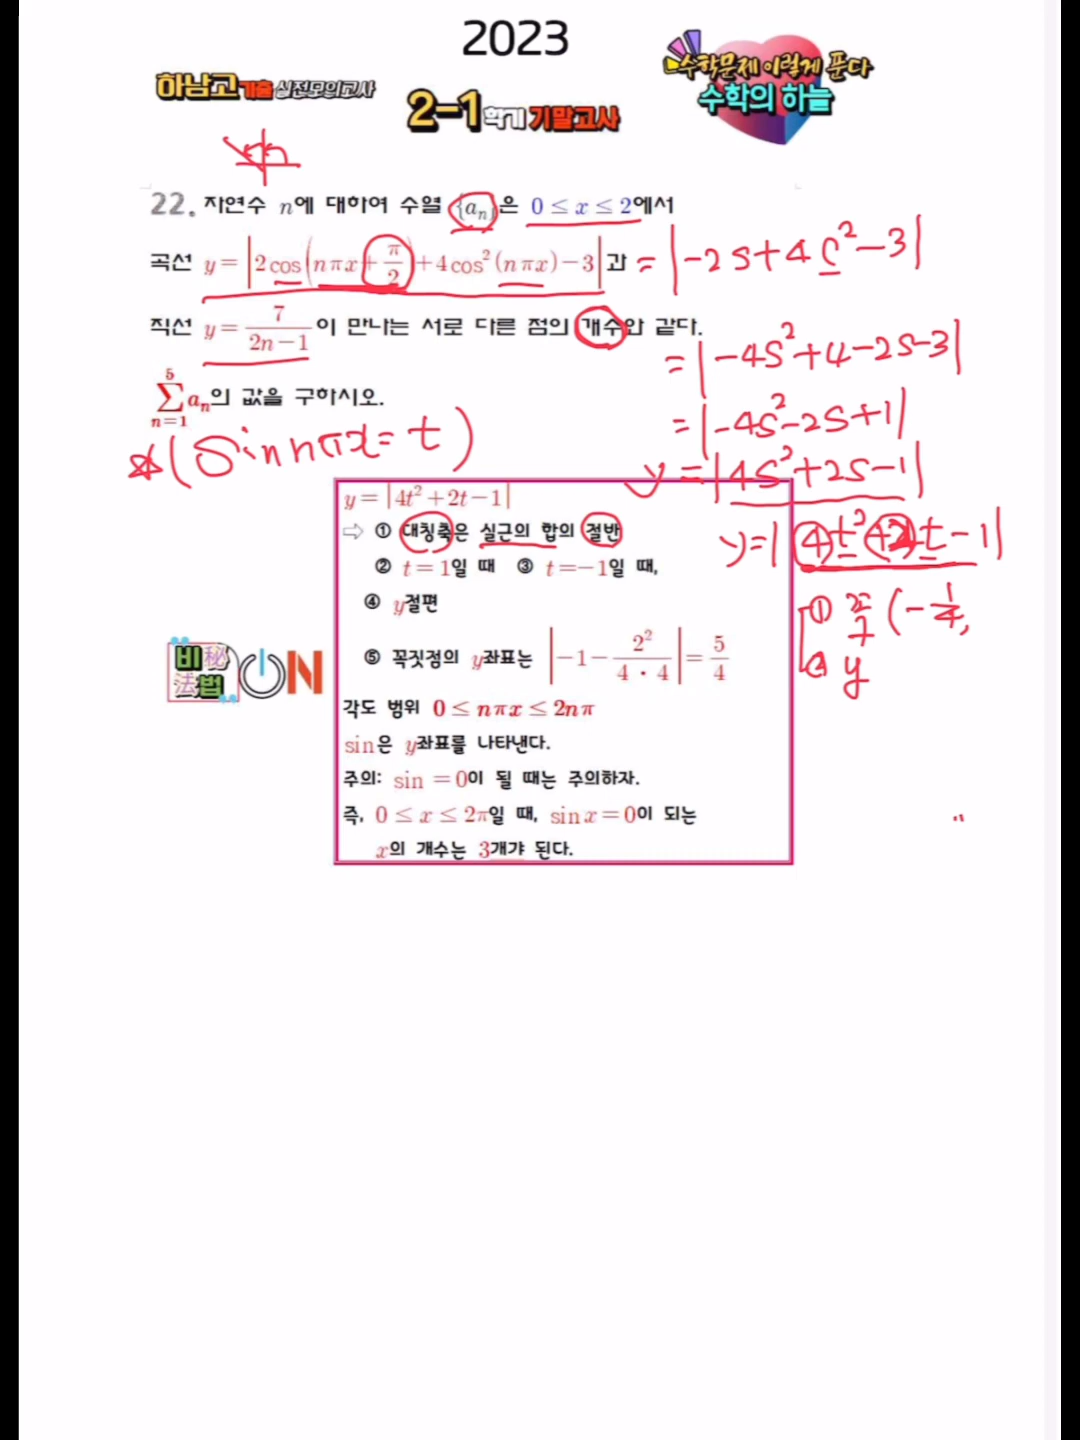 2023
하남고기출 실전모의고사
2-1학기 기말고사
수학문제 이렇게 푼다
수학의 하늘
22. 자연수 n에 대하여 수열 {aₙ}은 0 ≤ x ≤ 2에서
곡선 y = |2cos(nπx + π/2) + 4cos²(nπx) − 3| 과
= |-2s+4c²-3|
직선 y = 7/(2n−1) 이 만나는 서로 다른 점의 개수와 같다.
= |-4s²+4-2s-3|
∑_{n=1}^{5} aₙ의 값을 구하시오.
= |-4s²-2s+1|
(sin nπx = t)
y = |4s²+2s-1|
y = |4t²+2t−1|
⇨ ① 대칭축은 실근의 합의 절반
y = |4t²+2t-1|
② t = 1일 때 ③ t = −1일 때,
④ y절편
① (-1/4,
② y
⑤ 꼭짓점의 y좌표는 |−1 − 2²/(4·4)| = 5/4
비秘
法법
ON
각도 범위 0 ≤ nπx ≤ 2nπ
sin은 y좌표를 나타낸다.
주의: sin = 0이 될 때는 주의하자.
즉, 0 ≤ x ≤ 2π일 때, sin x = 0이 되는
x의 개수는 3개가 된다.